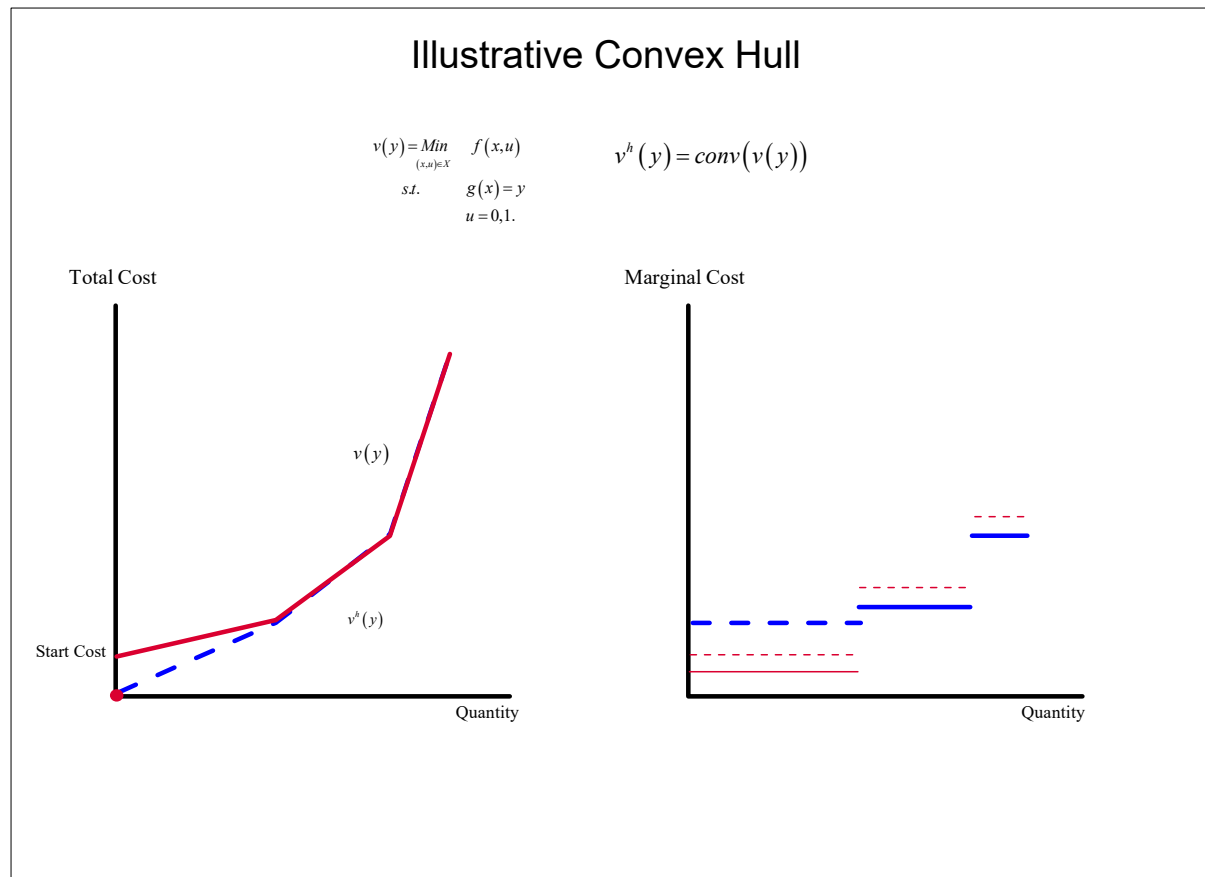 Illustrative Convex Hull
v(y) = Min f(x,u)
(x,u)∈X
s.t. g(x) = y
u = 0,1.
v^h(y) = conv(v(y))
Total Cost
v(y)
v^h(y)
Start Cost
Quantity
Marginal Cost
Quantity